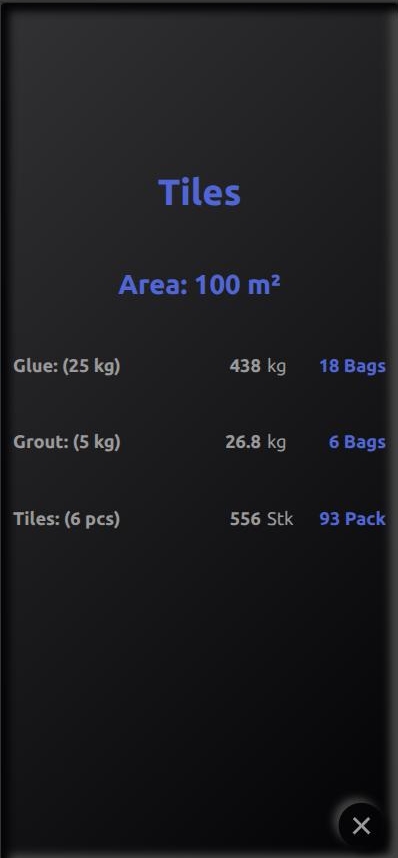 Tiles
Area: 100 m²
Glue: (25 kg) 438 kg 18 Bags
Grout: (5 kg) 26.8 kg 6 Bags
Tiles: (6 pcs) 556 Stk 93 Pack